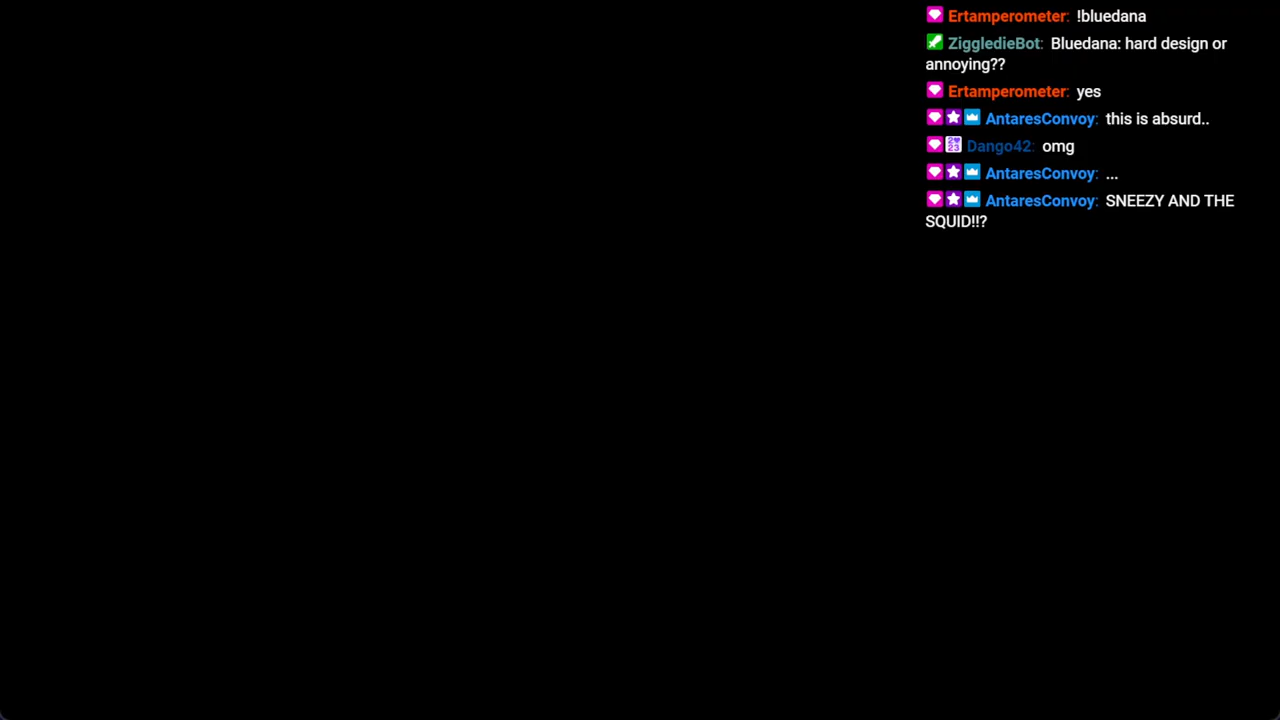 Ertamperometer: !bluedana
ZiggledieBot: Bluedana: hard design or
annoying??
Ertamperometer: yes
AntaresConvoy: this is absurd..
Dango42: omg
AntaresConvoy: ...
AntaresConvoy: SNEEZY AND THE
SQUID!!?